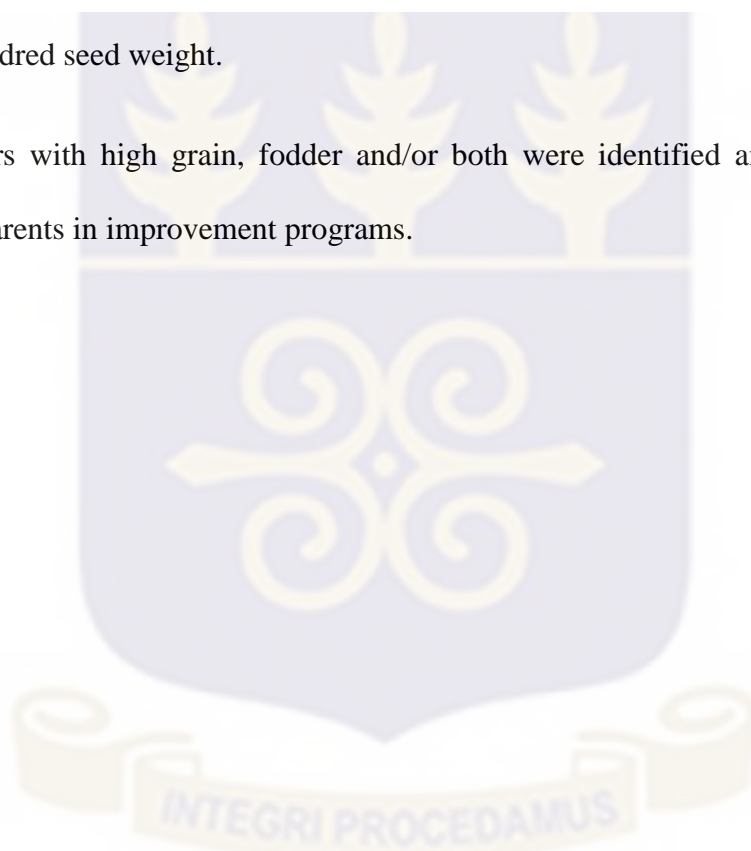 dred seed weight.
rs with high grain, fodder and/or both were identified a
arents in improvement programs.
INTEGRI PROCEDAMUS